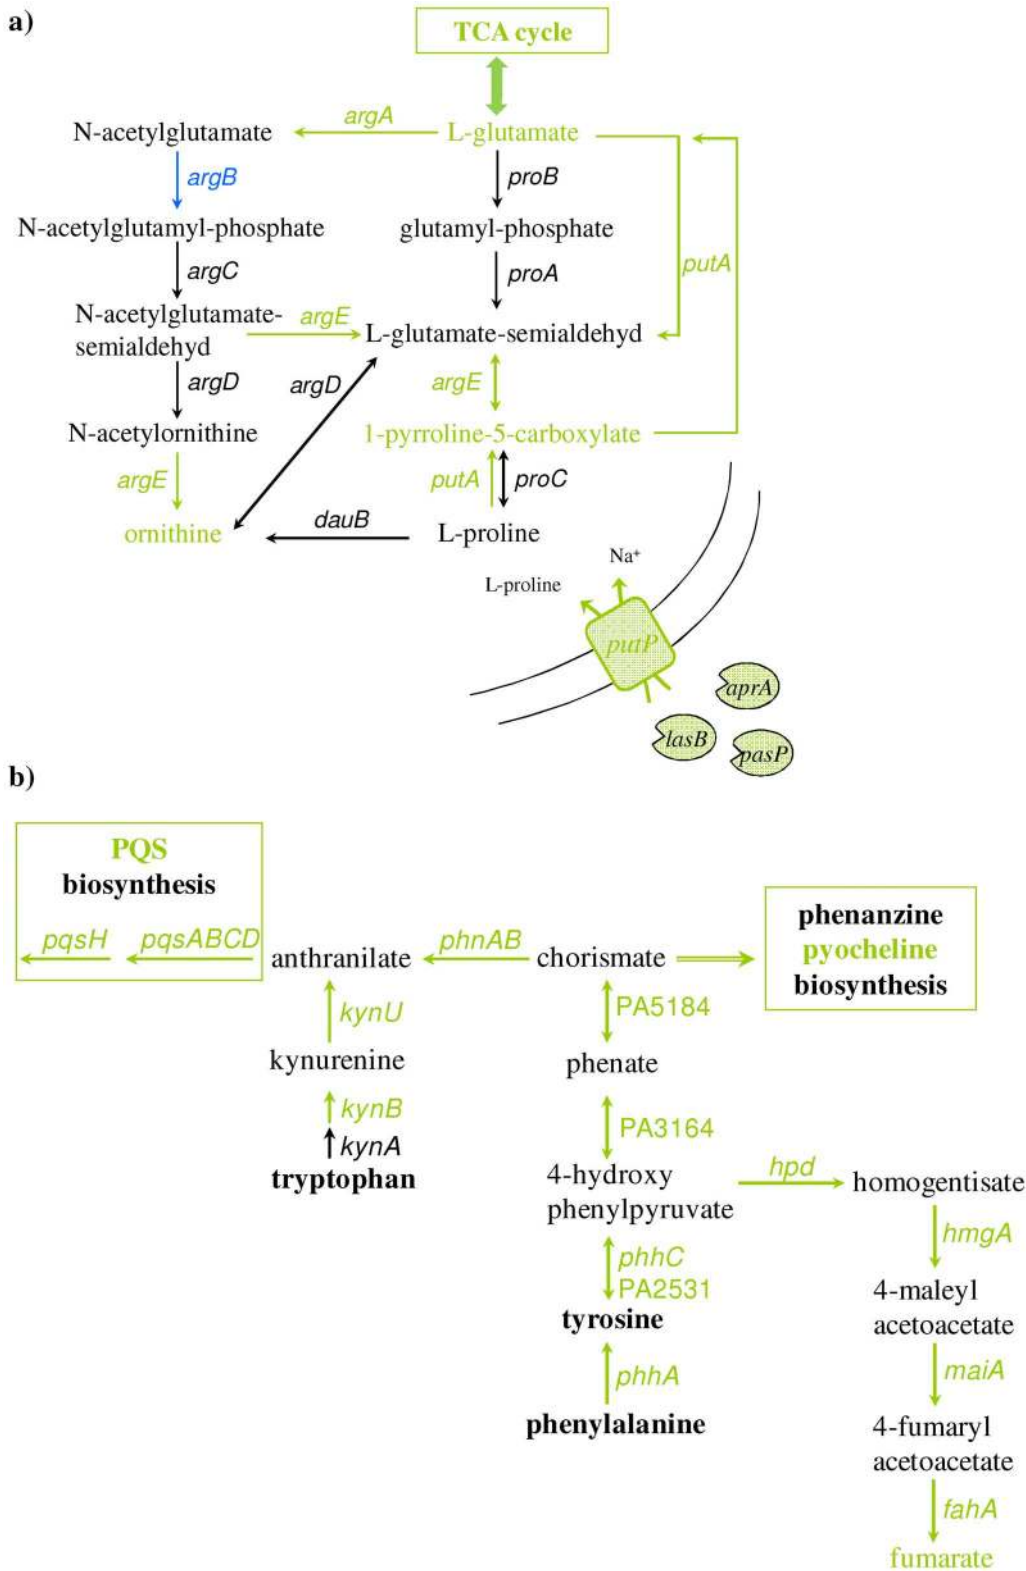 a)
TCA cycle
N-acetylglutamate
argA
L-glutamate
argB
proB
N-acetylglutamyl-phosphate
glutamyl-phosphate
argC
proA
putA
N-acetylglutamate-
semialdehyd
argE
L-glutamate-semialdehyd
argD
argD
argE
N-acetylornithine
1-pyrroline-5-carboxylate
argE
putA
proC
ornithine
dauB
L-proline
Na+
L-proline
putP
aprA
lasB
pasP
b)
PQS
biosynthesis
pqsH
pqsABCD
anthranilate
phnAB
chorismate
phenanzine
pyocheline
biosynthesis
kynU
PA5184
kynurenine
phenate
kynB
kynA
tryptophan
PA3164
4-hydroxy
phenylpyruvate
hpd
homogentisate
phhC
PA2531
hmgA
tyrosine
4-maleyl
acetoacetate
phhA
maiA
phenylalanine
4-fumaryl
acetoacetate
fahA
fumarate